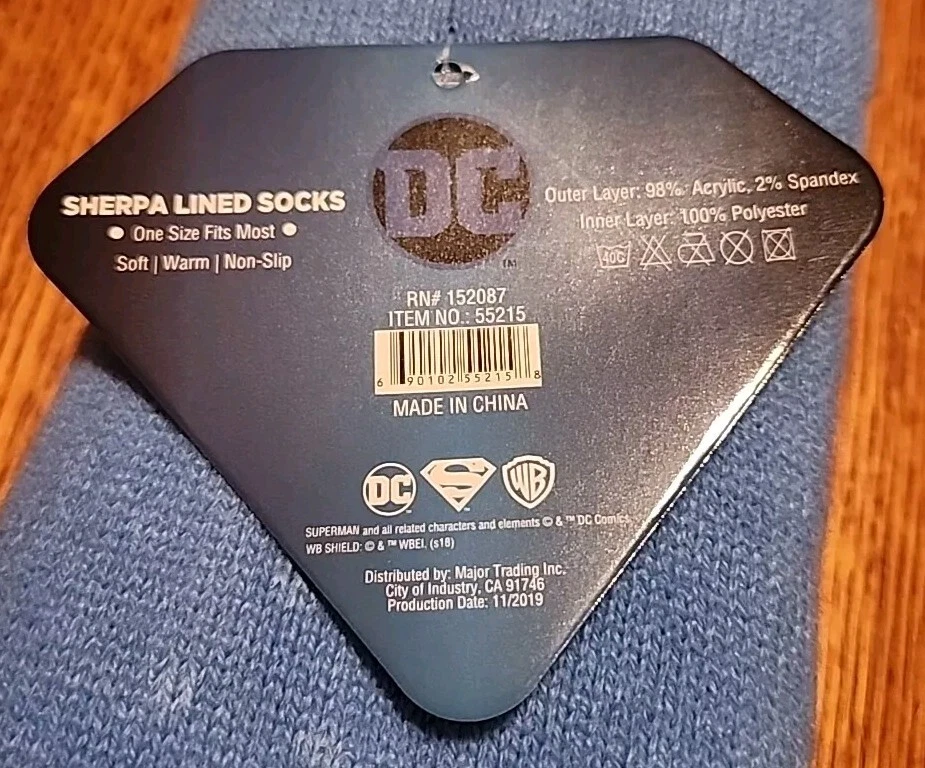 DC
TM
SHERPA LINED SOCKS
● One Size Fits Most ●
Soft | Warm | Non-Slip
Outer Layer: 98% Acrylic, 2% Spandex
Inner Layer: 100% Polyester
40C
RN# 152087
ITEM NO.: 55215
6 90102 55215 8
MADE IN CHINA
DC S WB
SUPERMAN and all related characters and elements © & ™ DC Comics.
WB SHIELD: © & ™ WBEI. (s18)
Distributed by: Major Trading Inc.
City of Industry, CA 91746
Production Date: 11/2019